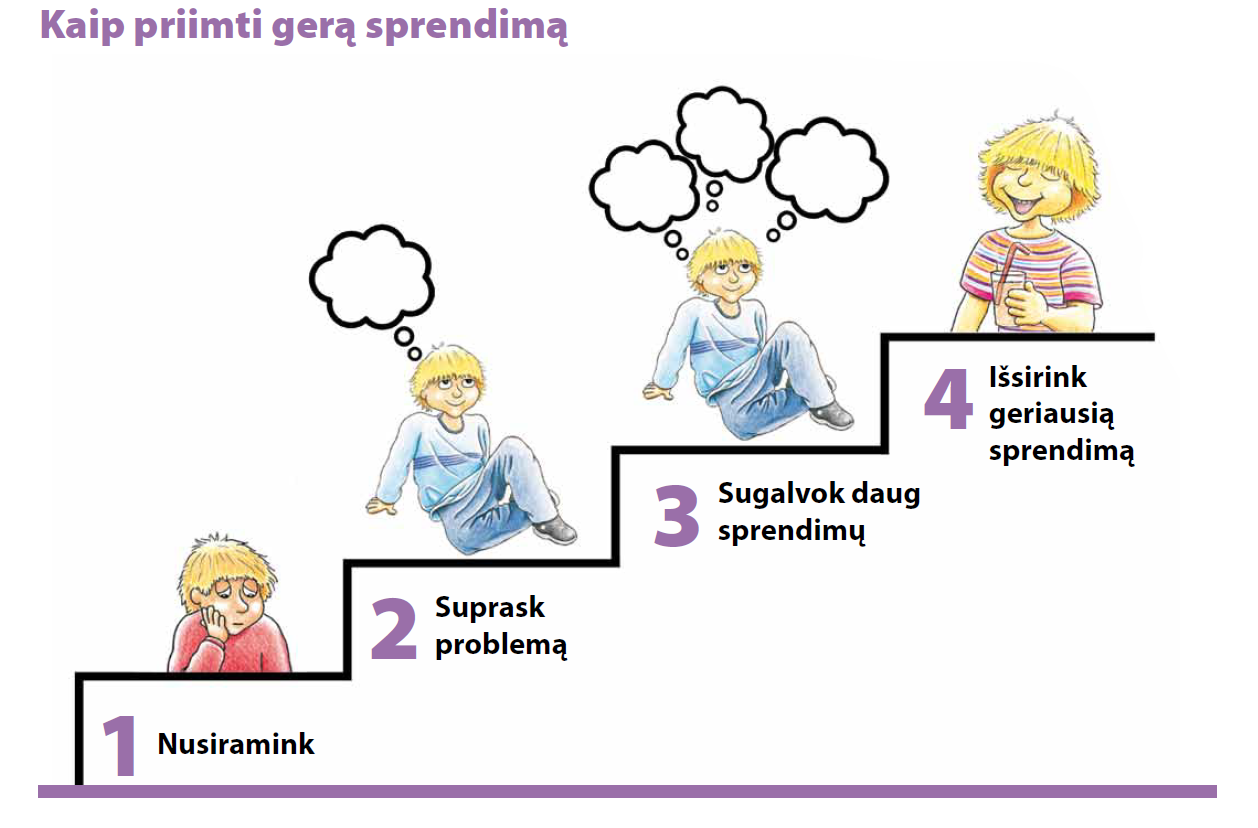 Kaip priimti gerą sprendimą
1 Nusiramink
2 Suprask
problemą
3 Sugalvok daug
sprendimų
4 Išsirink
geriausią
sprendimą